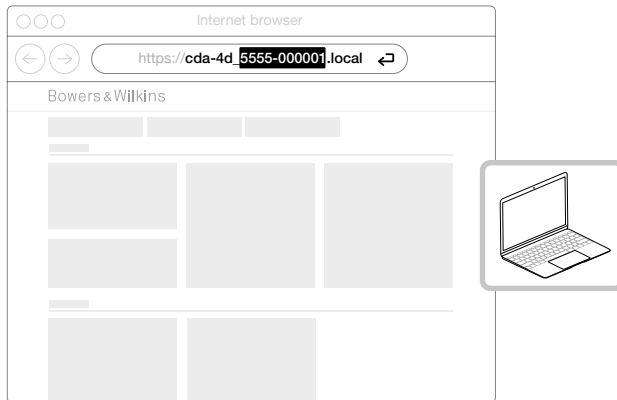 Internet browser
https://cda-4d_5555-000001.local
Bowers & Wilkins